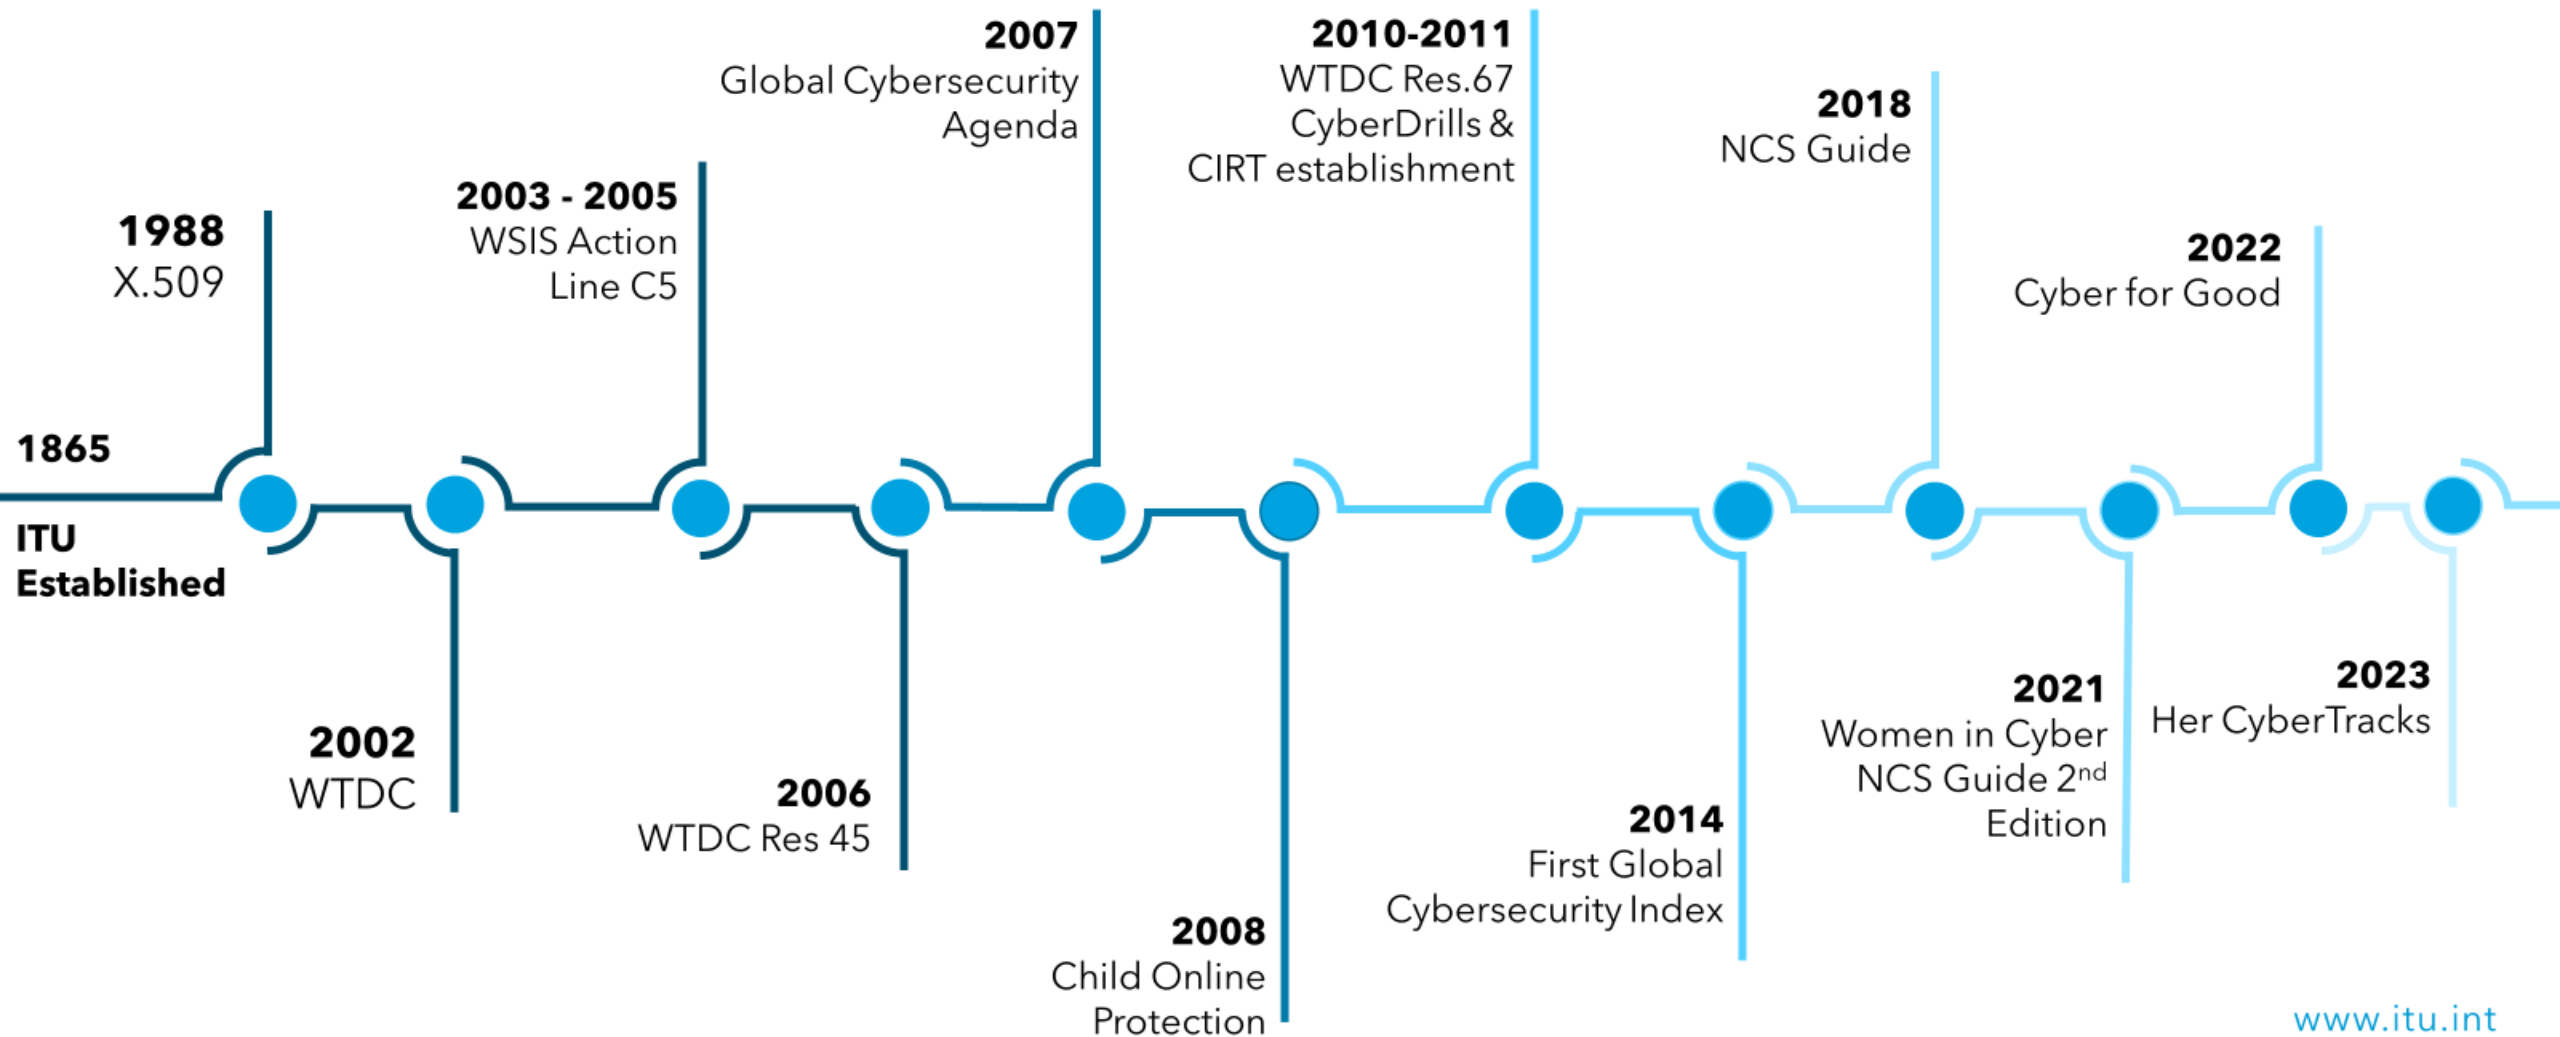 1865
ITU
Established
1988
X.509
2002
WTDC
2003 - 2005
WSIS Action
Line C5
2006
WTDC Res 45
2007
Global Cybersecurity
Agenda
2008
Child Online
Protection
2010-2011
WTDC Res.67
CyberDrills &
CIRT establishment
2014
First Global
Cybersecurity Index
2018
NCS Guide
2021
Women in Cyber
NCS Guide 2nd
Edition
2022
Cyber for Good
2023
Her CyberTracks
www.itu.int